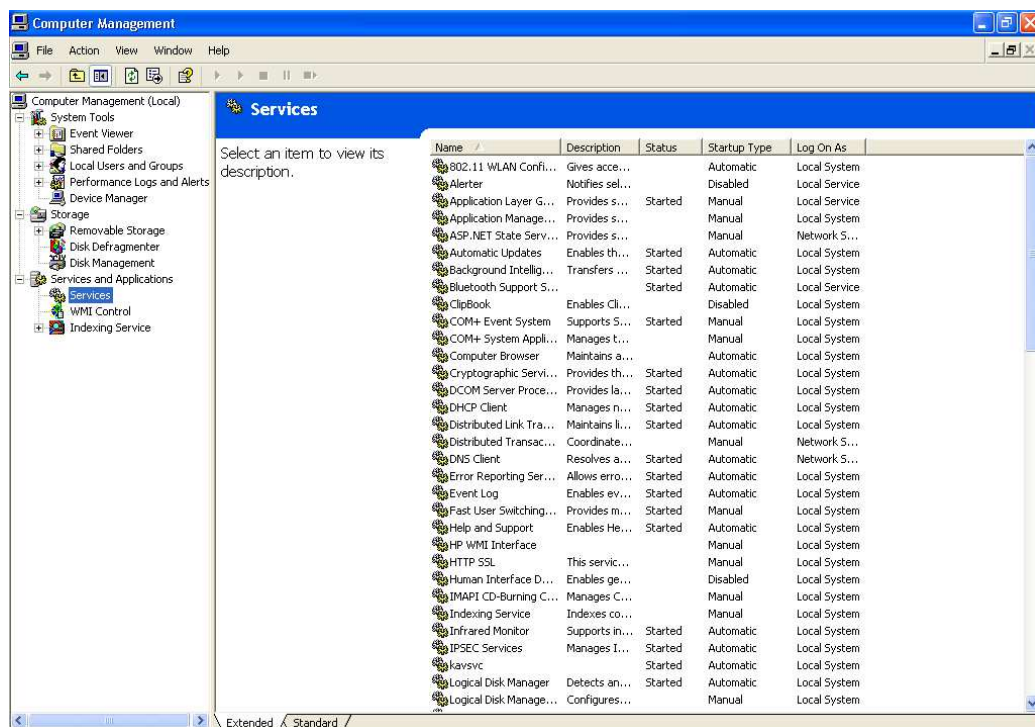 Computer Management
File Action View Window Help
Computer Management (Local)
System Tools
Event Viewer
Shared Folders
Local Users and Groups
Performance Logs and Alerts
Device Manager
Storage
Removable Storage
Disk Defragmenter
Disk Management
Services and Applications
Services
WMI Control
Indexing Service
Services
Select an item to view its
description.
Name Description Status Startup Type Log On As
802.11 WLAN Confi... Gives acce... Automatic Local System
Alerter Notifies sel... Disabled Local Service
Application Layer G... Provides s... Started Manual Local Service
Application Manage... Provides s... Manual Local System
ASP.NET State Serv... Provides s... Manual Network S...
Automatic Updates Enables th... Started Automatic Local System
Background Intellig... Transfers ... Started Automatic Local System
Bluetooth Support S... Started Automatic Local Service
ClipBook Enables Cli... Disabled Local System
COM+ Event System Supports S... Started Manual Local System
COM+ System Appli... Manages t... Manual Local System
Computer Browser Maintains a... Automatic Local System
Cryptographic Servi... Provides th... Started Automatic Local System
DCOM Server Proce... Provides la... Started Automatic Local System
DHCP Client Manages n... Started Automatic Local System
Distributed Link Tra... Maintains li... Started Automatic Local System
Distributed Transac... Coordinate... Manual Network S...
DNS Client Resolves a... Started Automatic Network S...
Error Reporting Ser... Allows erro... Started Automatic Local System
Event Log Enables ev... Started Automatic Local System
Fast User Switching... Provides m... Started Manual Local System
Help and Support Enables He... Started Automatic Local System
HP WMI Interface Manual Local System
HTTP SSL This servic... Manual Local System
Human Interface D... Enables ge... Disabled Local System
IMAPI CD-Burning C... Manages C... Manual Local System
Indexing Service Indexes co... Manual Local System
Infrared Monitor Supports in... Started Automatic Local System
IPSEC Services Manages I... Started Automatic Local System
kavsvc Started Automatic Local System
Logical Disk Manager Detects an... Started Automatic Local System
Logical Disk Manage... Configures... Manual Local System
Extended Standard